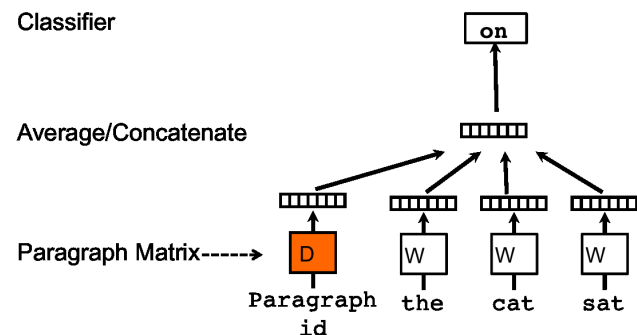 Classifier
on
Average/Concatenate
Paragraph Matrix
D
W
W
W
Paragraph
id
the
cat
sat